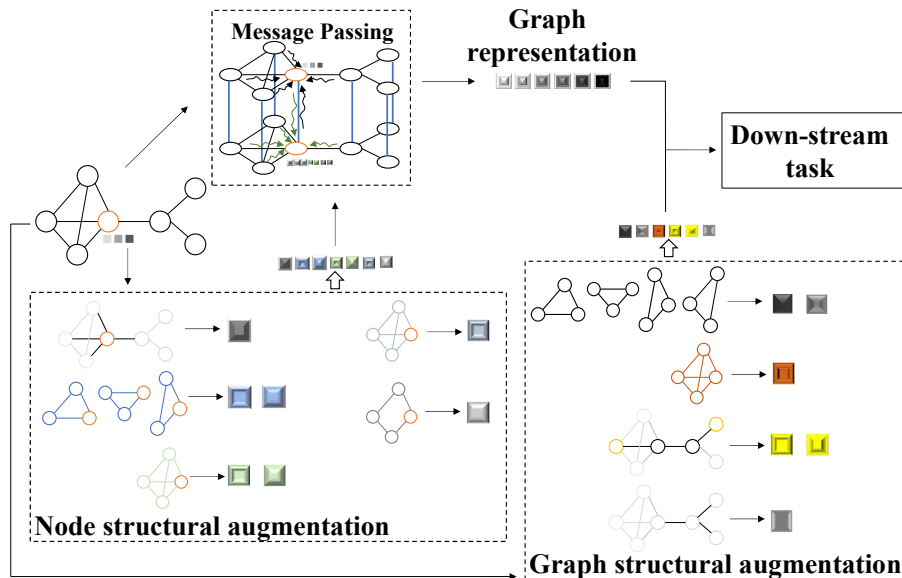 Message Passing
Graph
representation
Down-stream
task
Node structural augmentation
Graph structural augmentation